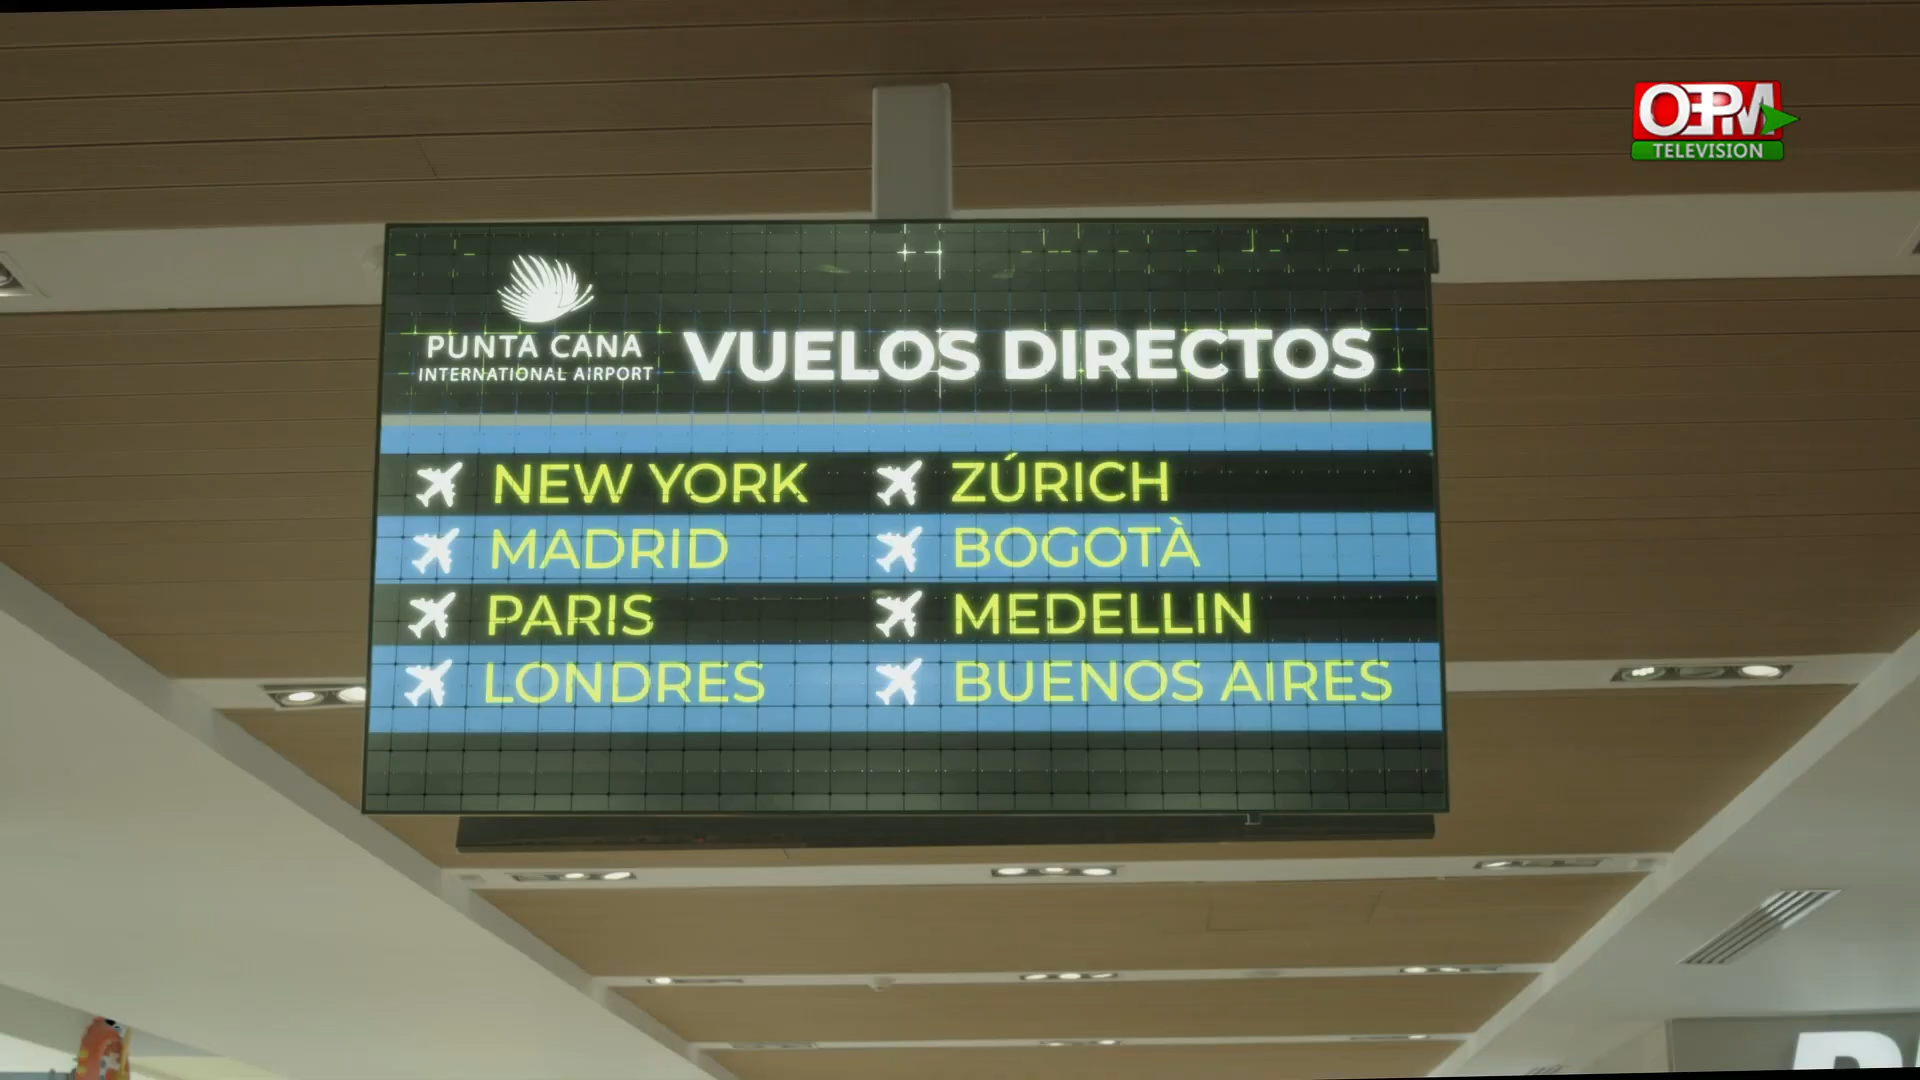 OEPM
TELEVISION
PUNTA CANA
INTERNATIONAL AIRPORT
VUELOS DIRECTOS
NEW YORK
ZÚRICH
MADRID
BOGOTÀ
PARIS
MEDELLIN
LONDRES
BUENOS AIRES